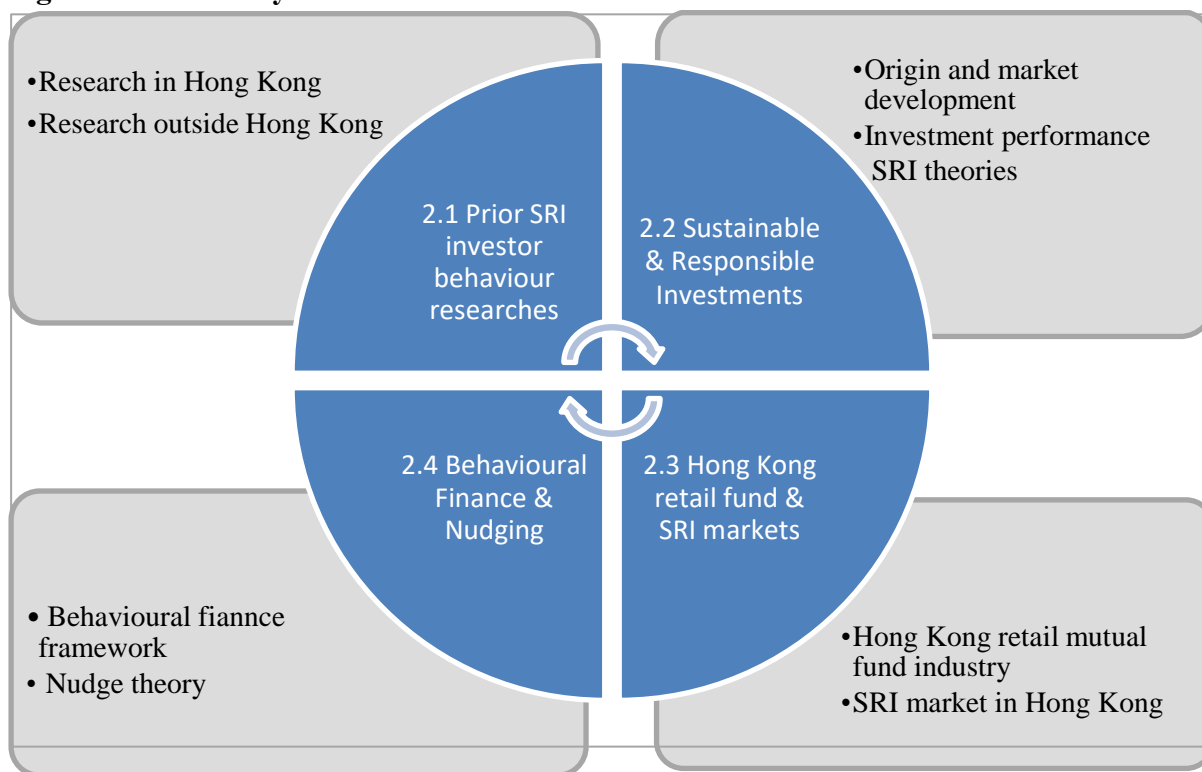 •Research in Hong Kong
•Research outside Hong Kong
•Origin and market
development
•Investment performance
SRI theories
2.1 Prior SRI
investor
behaviour
researches
2.2 Sustainable
& Responsible
Investments
2.4 Behavioural
Finance &
Nudging
2.3 Hong Kong
retail fund &
SRI markets
• Behavioural fiannce
framework
• Nudge theory
•Hong Kong retail mutual
fund industry
•SRI market in Hong Kong